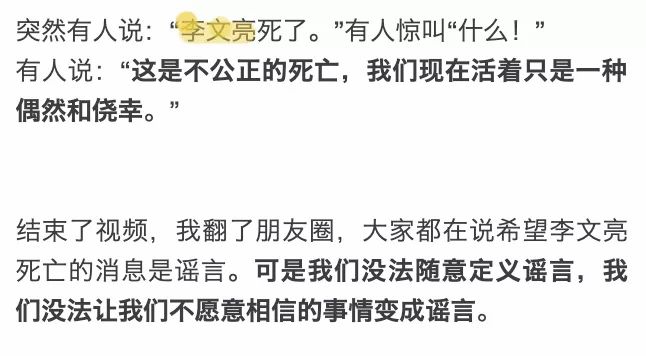 突然有人说：“李文亮死了。”有人惊叫“什么！”
有人说：“这是不公正的死亡，我们现在活着只是一种
偶然和侥幸。”
结束了视频，我翻了朋友圈，大家都在说希望李文亮
死亡的消息是谣言。可是我们没法随意定义谣言，我
们没法让我们不愿意相信的事情变成谣言。